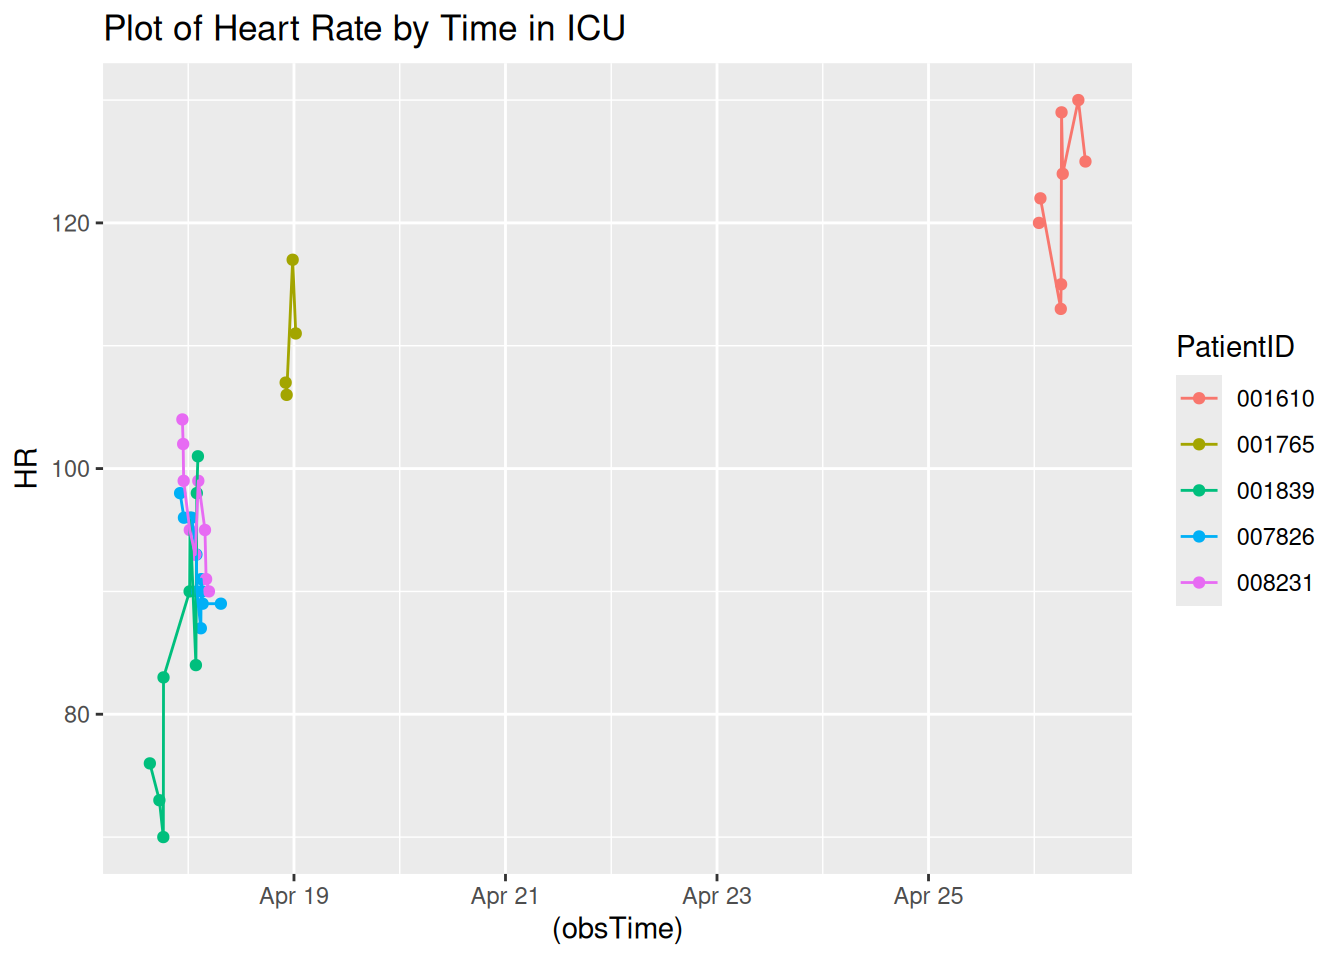 Plot of Heart Rate by Time in ICU
HR
120
100
80
Apr 19
Apr 21
Apr 23
Apr 25
(obsTime)
PatientID
001610
001765
001839
007826
008231